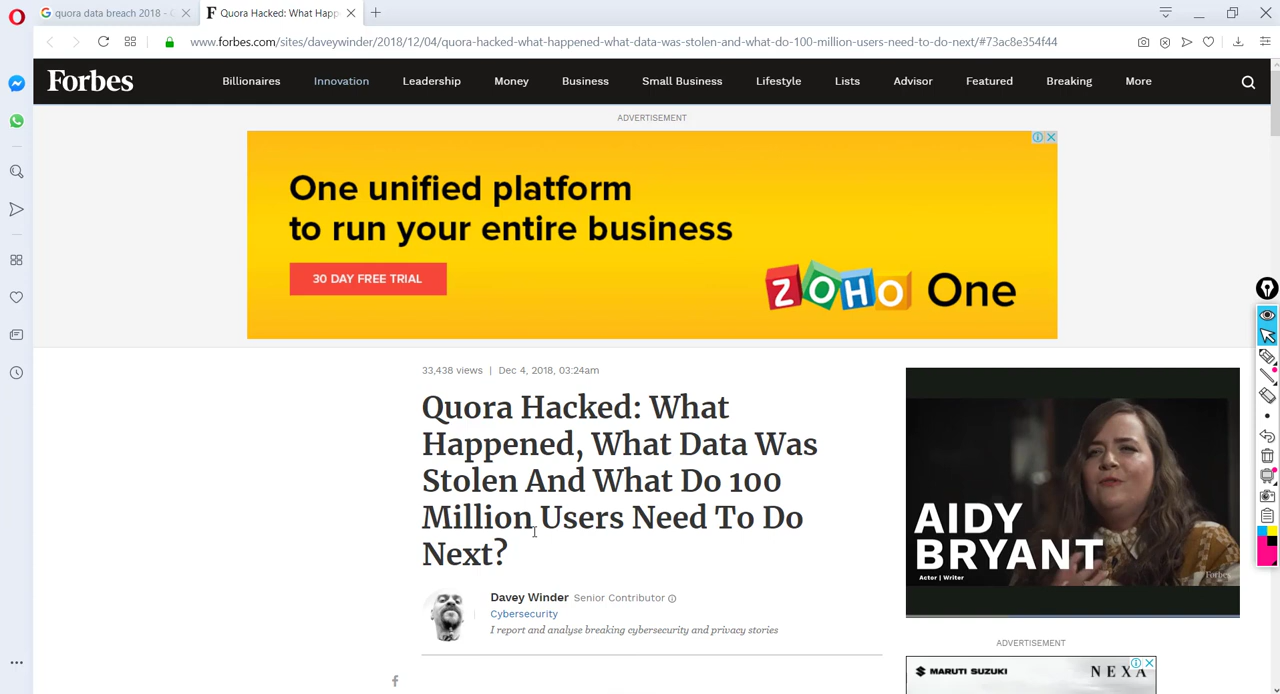 quora data breach 2018 -
Quora Hacked: What Happ
www.forbes.com/sites/daveywinder/2018/12/04/quora-hacked-what-happened-what-data-was-stolen-and-what-do-100-million-users-need-to-do-next/#73ac8e354f44
Forbes
Billionaires Innovation Leadership Money Business Small Business Lifestyle Lists Advisor Featured Breaking More
ADVERTISEMENT
One unified platform
to run your entire business
30 DAY FREE TRIAL
ZOHO One
33,438 views | Dec 4, 2018, 03:24am
Quora Hacked: What
Happened, What Data Was
Stolen And What Do 100
Million Users Need To Do
Next?
Davey Winder Senior Contributor
Cybersecurity
I report and analyse breaking cybersecurity and privacy stories
AIDY
BRYANT
Actor | Writer
Forbes
ADVERTISEMENT
MARUTI SUZUKI NEXA